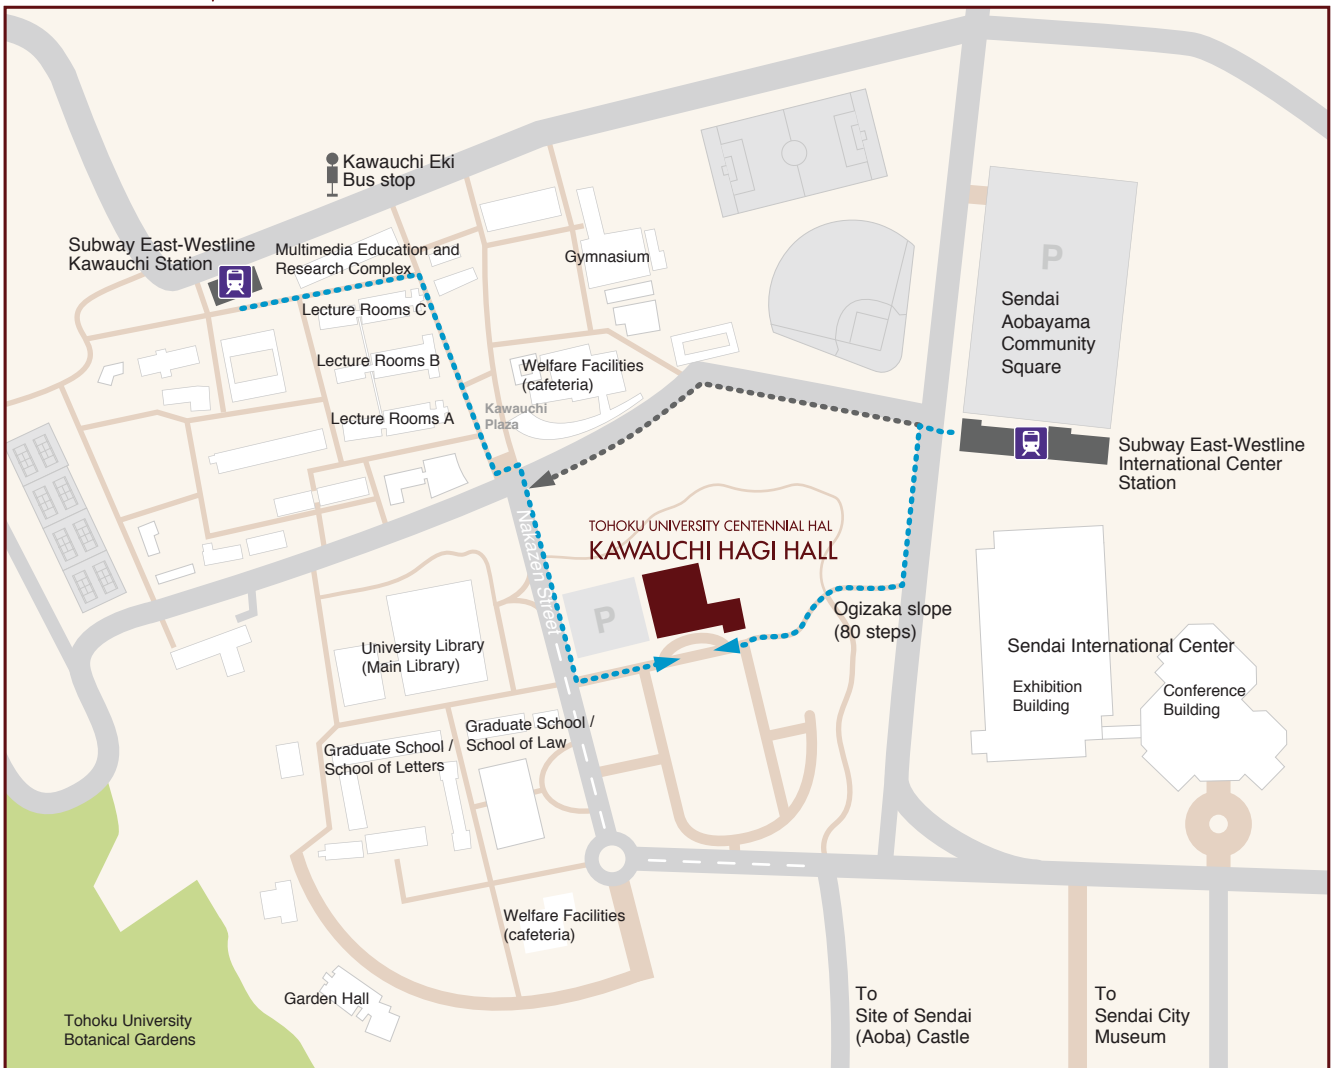 Kawauchi Eki
Bus stop
Subway East-Westline
Kawauchi Station
Multimedia Education and
Research Complex
Gymnasium
P
Sendai
Aobayama
Community
Square
Lecture Rooms C
Lecture Rooms B
Lecture Rooms A
Welfare Facilities
(cafeteria)
Kawauchi
Plaza
Subway East-Westline
International Center
Station
Nakazen Street
TOHOKU UNIVERSITY CENTENNIAL HAL
KAWAUCHI HAGI HALL
P
Ogizaka slope
(80 steps)
University Library
(Main Library)
Sendai International Center
Exhibition
Building
Conference
Building
Graduate School /
School of Law
Graduate School /
School of Letters
Welfare Facilities
(cafeteria)
Garden Hall
Tohoku University
Botanical Gardens
To
Site of Sendai
(Aoba) Castle
To
Sendai City
Museum